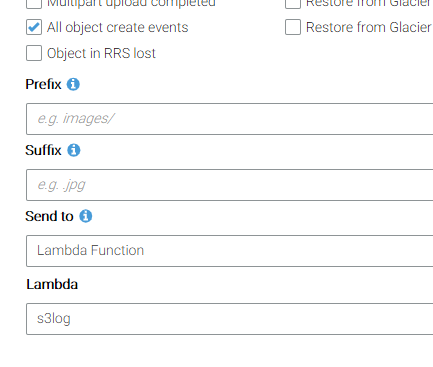 Multipart upload completed Restore from Glacier
All object create events Restore from Glacier
Object in RRS lost
Prefix
e.g. images/
Suffix
e.g. .jpg
Send to
Lambda Function
Lambda
s3log